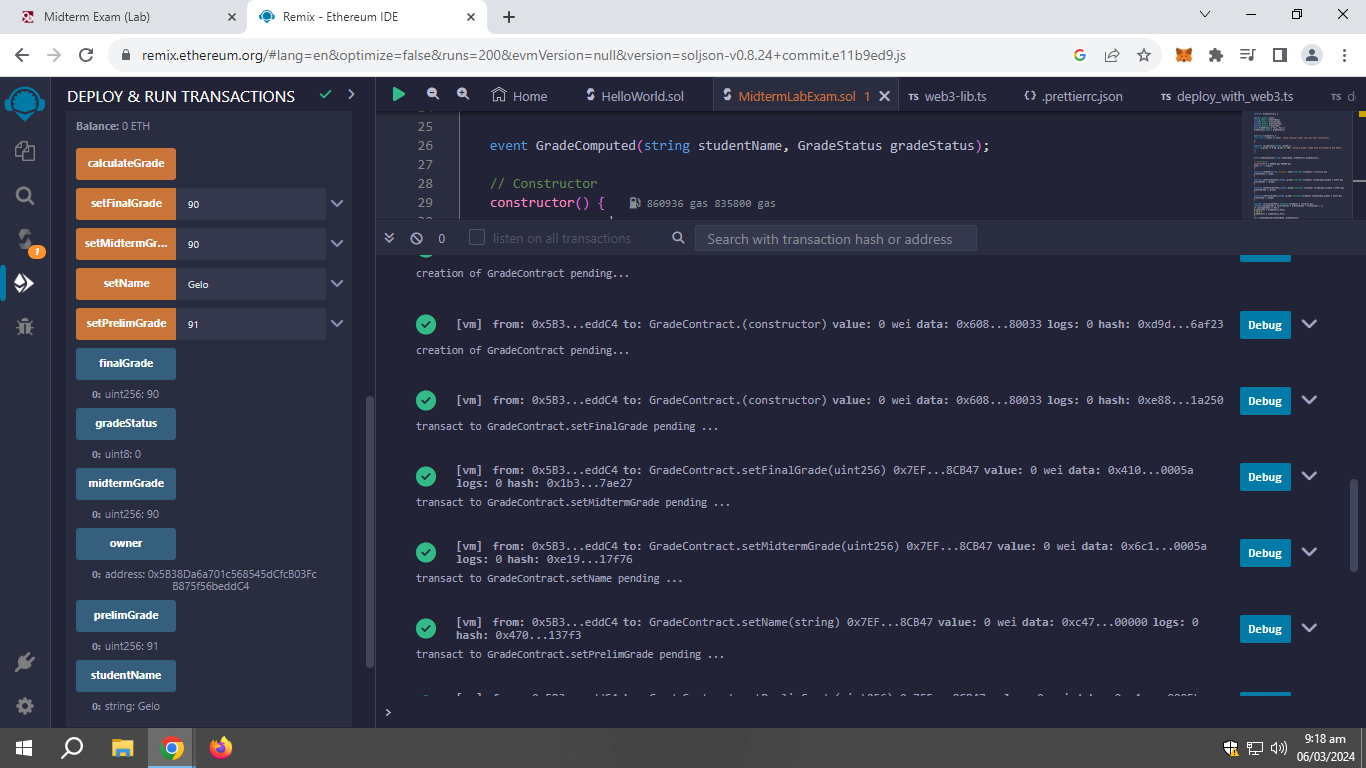 Midterm Exam (Lab)
Remix - Ethereum IDE
remix.ethereum.org/#lang=en&optimize=false&runs=200&evmVersion=null&version=soljson-v0.8.24+commit.e11b9ed9.js
DEPLOY & RUN TRANSACTIONS
Balance: 0 ETH
calculateGrade
setFinalGrade 90
setMidtermGr... 90
setName Gelo
setPrelimGrade 91
finalGrade
0: uint256: 90
gradeStatus
0: uint8: 0
midtermGrade
0: uint256: 90
owner
0: address: 0x5B38Da6a701c568545dCfcB03Fc
B875f56beddC4
prelimGrade
0: uint256: 91
studentName
0: string: Gelo
1
Home
HelloWorld.sol
MidtermLabExam.sol 1
TS web3-lib.ts
{} .prettierrc.json
TS deploy_with_web3.ts
TS
25
26 event GradeComputed(string studentName, GradeStatus gradeStatus);
27
28 // Constructor
29 constructor() { 860936 gas 835800 gas
0 listen on all transactions Search with transaction hash or address
creation of GradeContract pending...
[vm] from: 0x5B3...eddC4 to: GradeContract.(constructor) value: 0 wei data: 0x608...80033 logs: 0 hash: 0xd9d...6af23 Debug
creation of GradeContract pending...
[vm] from: 0x5B3...eddC4 to: GradeContract.(constructor) value: 0 wei data: 0x608...80033 logs: 0 hash: 0xe88...1a250 Debug
transact to GradeContract.setFinalGrade pending ...
[vm] from: 0x5B3...eddC4 to: GradeContract.setFinalGrade(uint256) 0x7EF...8CB47 value: 0 wei data: 0x410...0005a
logs: 0 hash: 0x1b3...7ae27 Debug
transact to GradeContract.setMidtermGrade pending ...
[vm] from: 0x5B3...eddC4 to: GradeContract.setMidtermGrade(uint256) 0x7EF...8CB47 value: 0 wei data: 0x6c1...0005a
logs: 0 hash: 0xe19...17f76 Debug
transact to GradeContract.setName pending ...
[vm] from: 0x5B3...eddC4 to: GradeContract.setName(string) 0x7EF...8CB47 value: 0 wei data: 0xc47...00000 logs: 0
hash: 0x470...137f3 Debug
transact to GradeContract.setPrelimGrade pending ...
>
9:18 am
06/03/2024